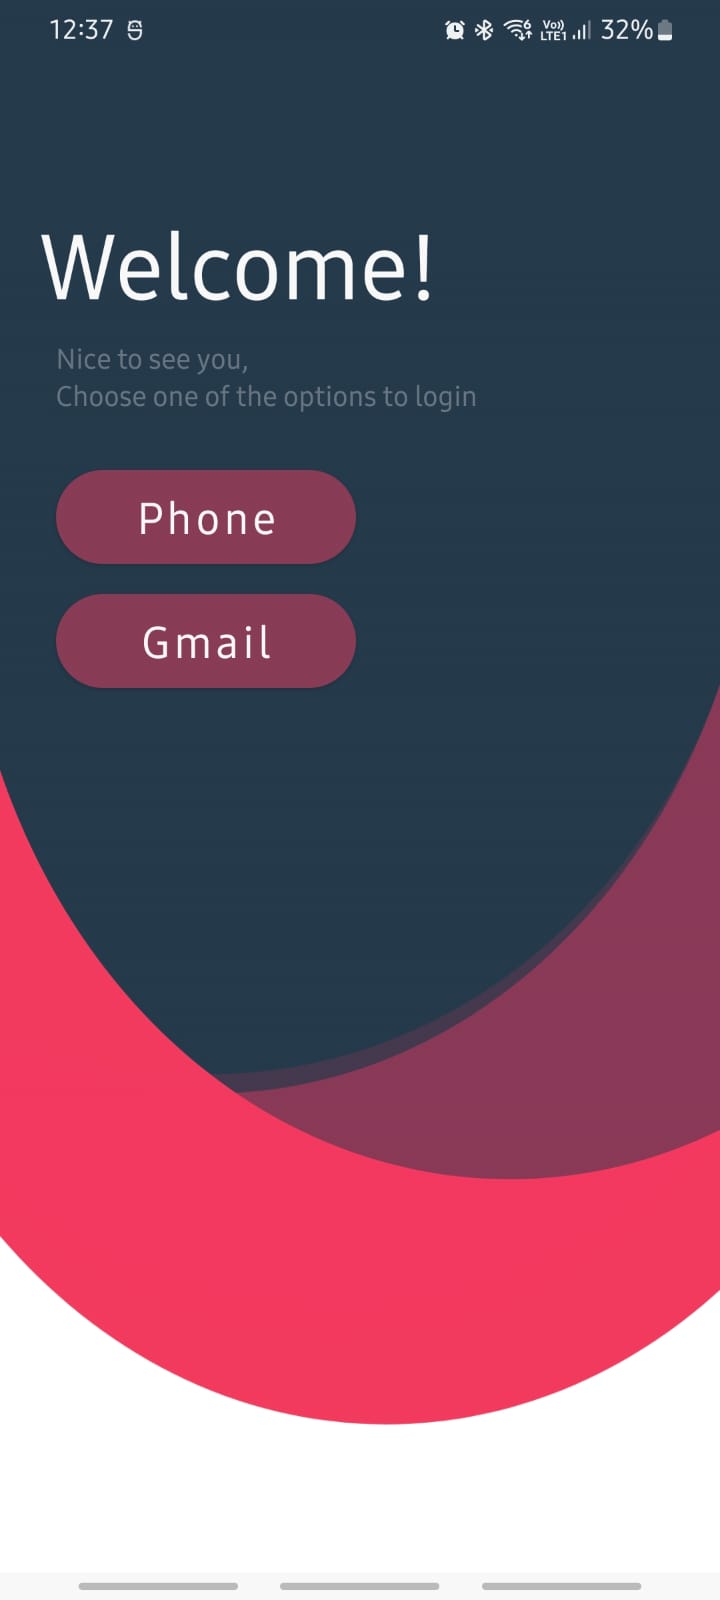 12:37 Vo)) LTE1 32%
Welcome!
Nice to see you,
Choose one of the options to login
Phone
Gmail